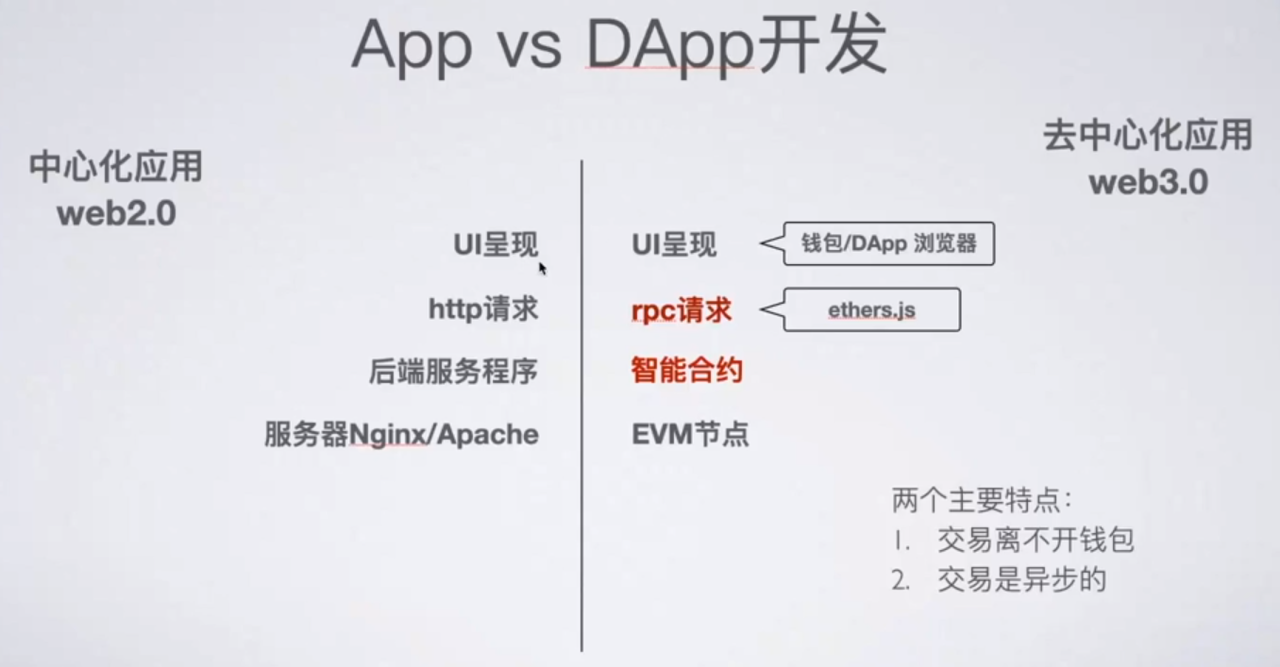 App vs DApp开发
中心化应用
web2.0
去中心化应用
web3.0
UI呈现
UI呈现
钱包/DApp 浏览器
http请求
rpc请求
ethers.js
后端服务程序
智能合约
服务器Nginx/Apache
EVM节点
两个主要特点：
1. 交易离不开钱包
2. 交易是异步的